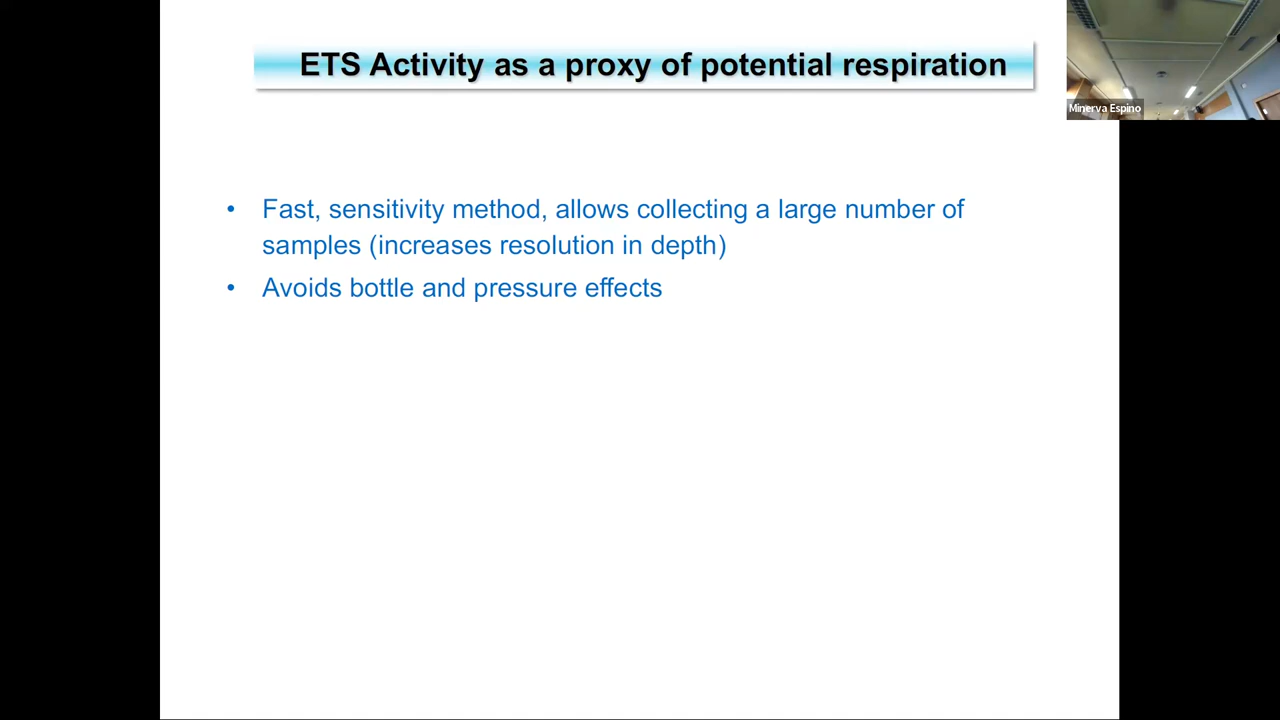 ETS Activity as a proxy of potential respiration
Minerva Espino
• Fast, sensitivity method, allows collecting a large number of
samples (increases resolution in depth)
• Avoids bottle and pressure effects